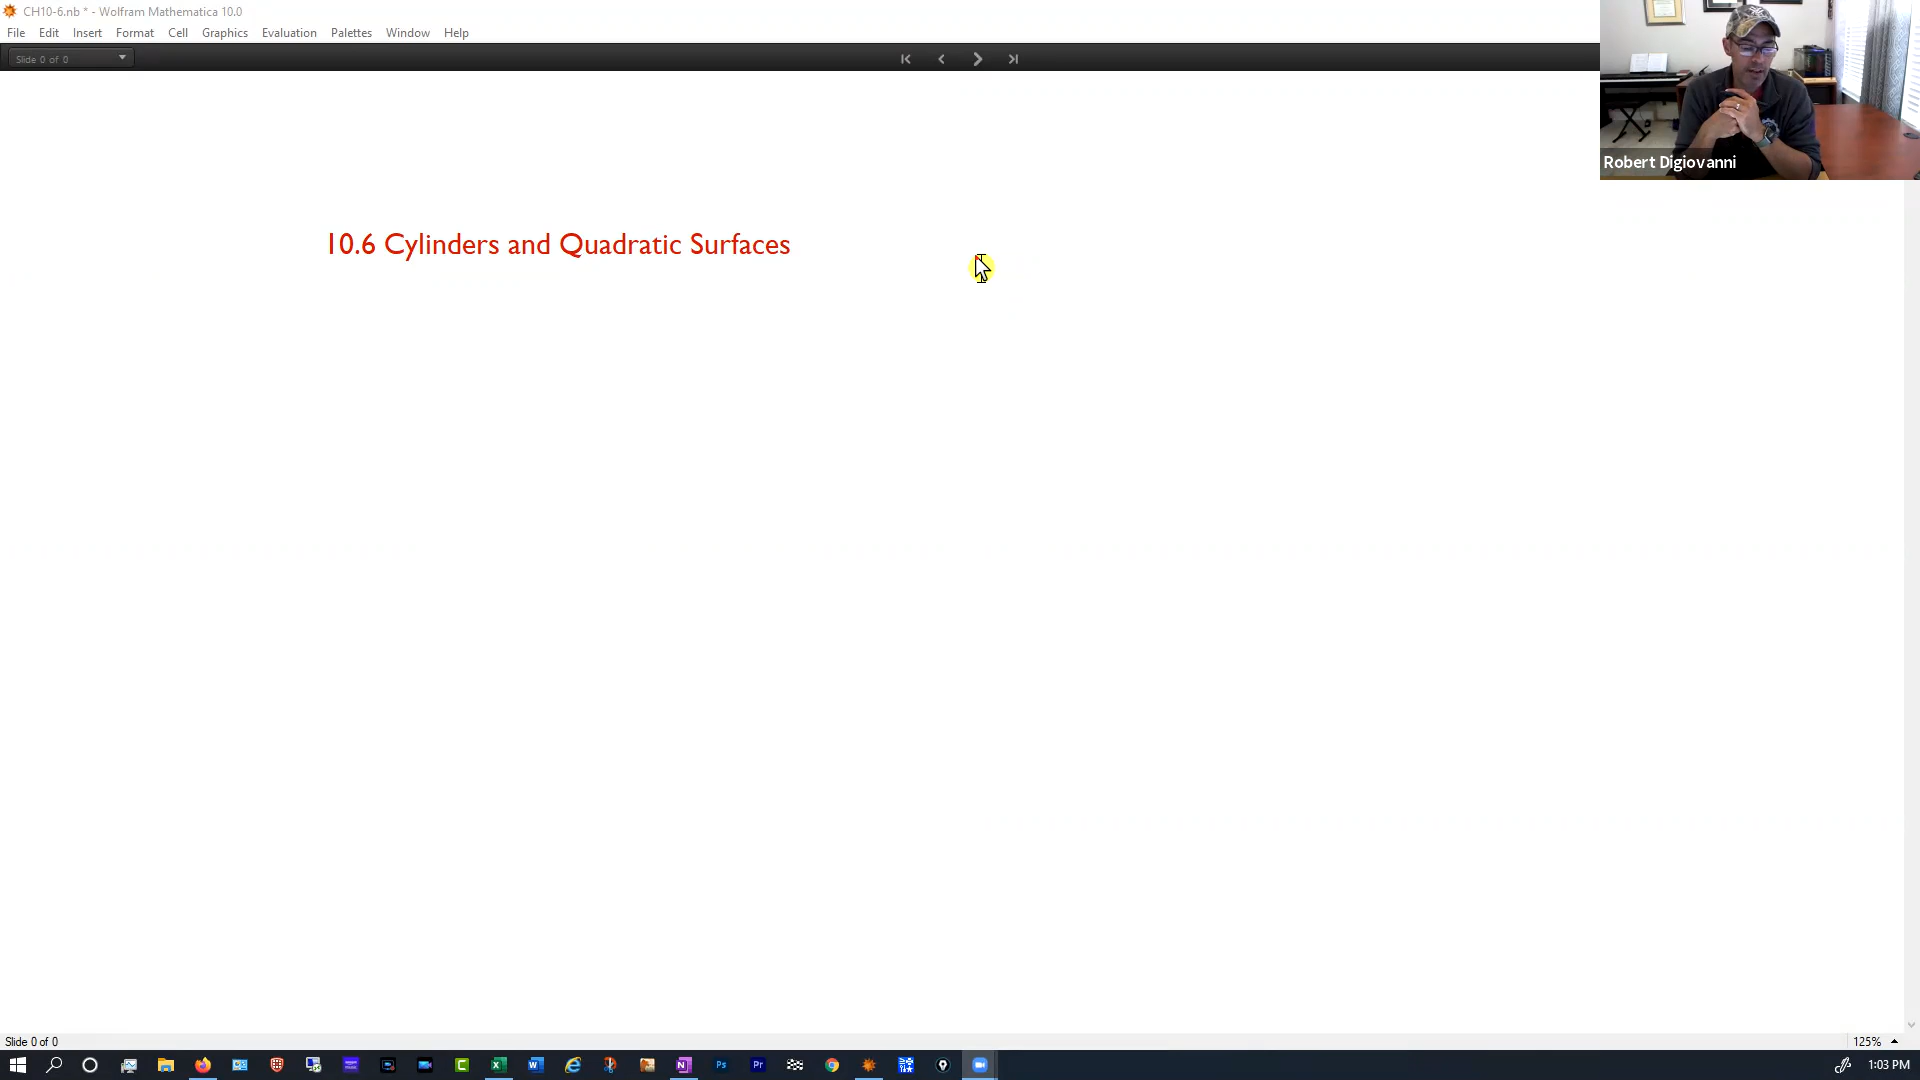 CH10-6.nb * - Wolfram Mathematica 10.0
File Edit Insert Format Cell Graphics Evaluation Palettes Window Help
Slide 0 of 0
Robert Digiovanni
10.6 Cylinders and Quadratic Surfaces
Slide 0 of 0
125%
1:03 PM